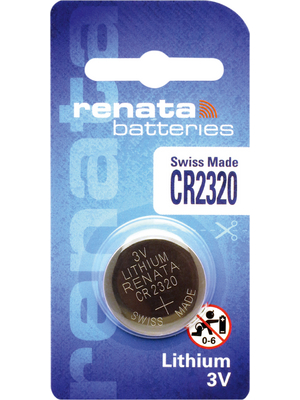 renata
batteries
Swiss Made
CR2320
renata
3V
LITHIUM
RENATA
CR2320
+
SWISS
MADE
0-6
Lithium
3V